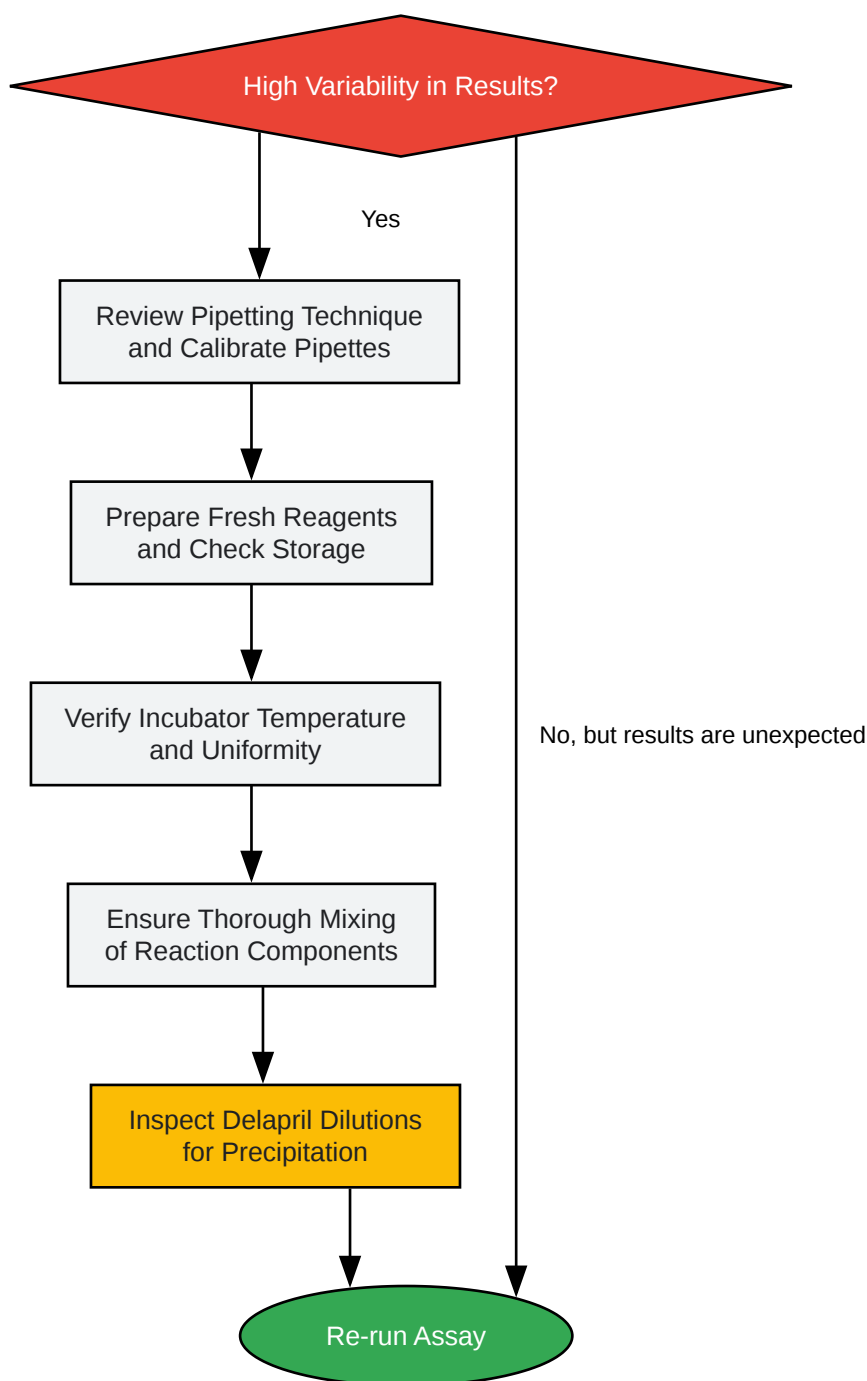 High Variability in Results?
Yes
Review Pipetting Technique
and Calibrate Pipettes
Prepare Fresh Reagents
and Check Storage
Verify Incubator Temperature
and Uniformity
No, but results are unexpected
Ensure Thorough Mixing
of Reaction Components
Inspect Delapril Dilutions
for Precipitation
Re-run Assay